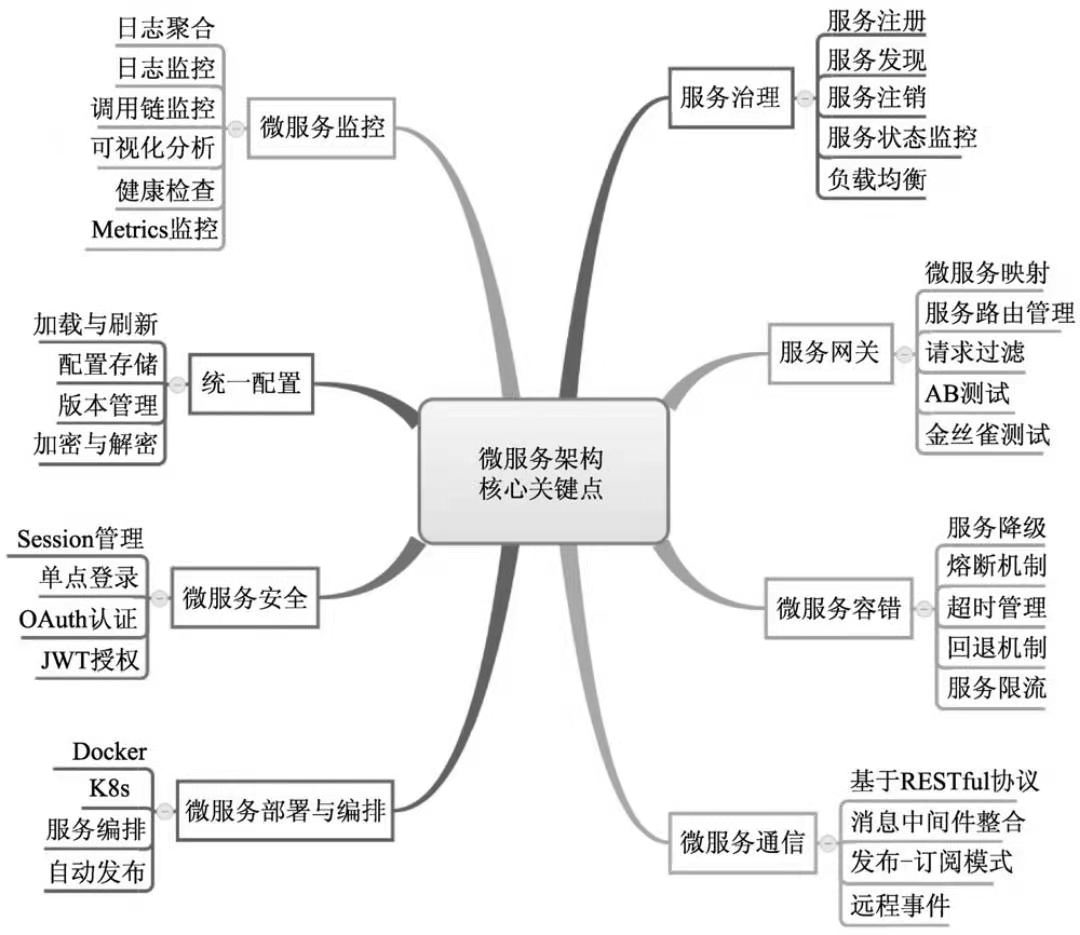 微服务架构
核心关键点
服务治理
服务注册
服务发现
服务注销
服务状态监控
负载均衡
服务网关
微服务映射
服务路由管理
请求过滤
AB测试
金丝雀测试
微服务容错
服务降级
熔断机制
超时管理
回退机制
服务限流
微服务通信
基于RESTful协议
消息中间件整合
发布-订阅模式
远程事件
微服务监控
日志聚合
日志监控
调用链监控
可视化分析
健康检查
Metrics监控
统一配置
加载与刷新
配置存储
版本管理
加密与解密
微服务安全
Session管理
单点登录
OAuth认证
JWT授权
微服务部署与编排
Docker
K8s
服务编排
自动发布